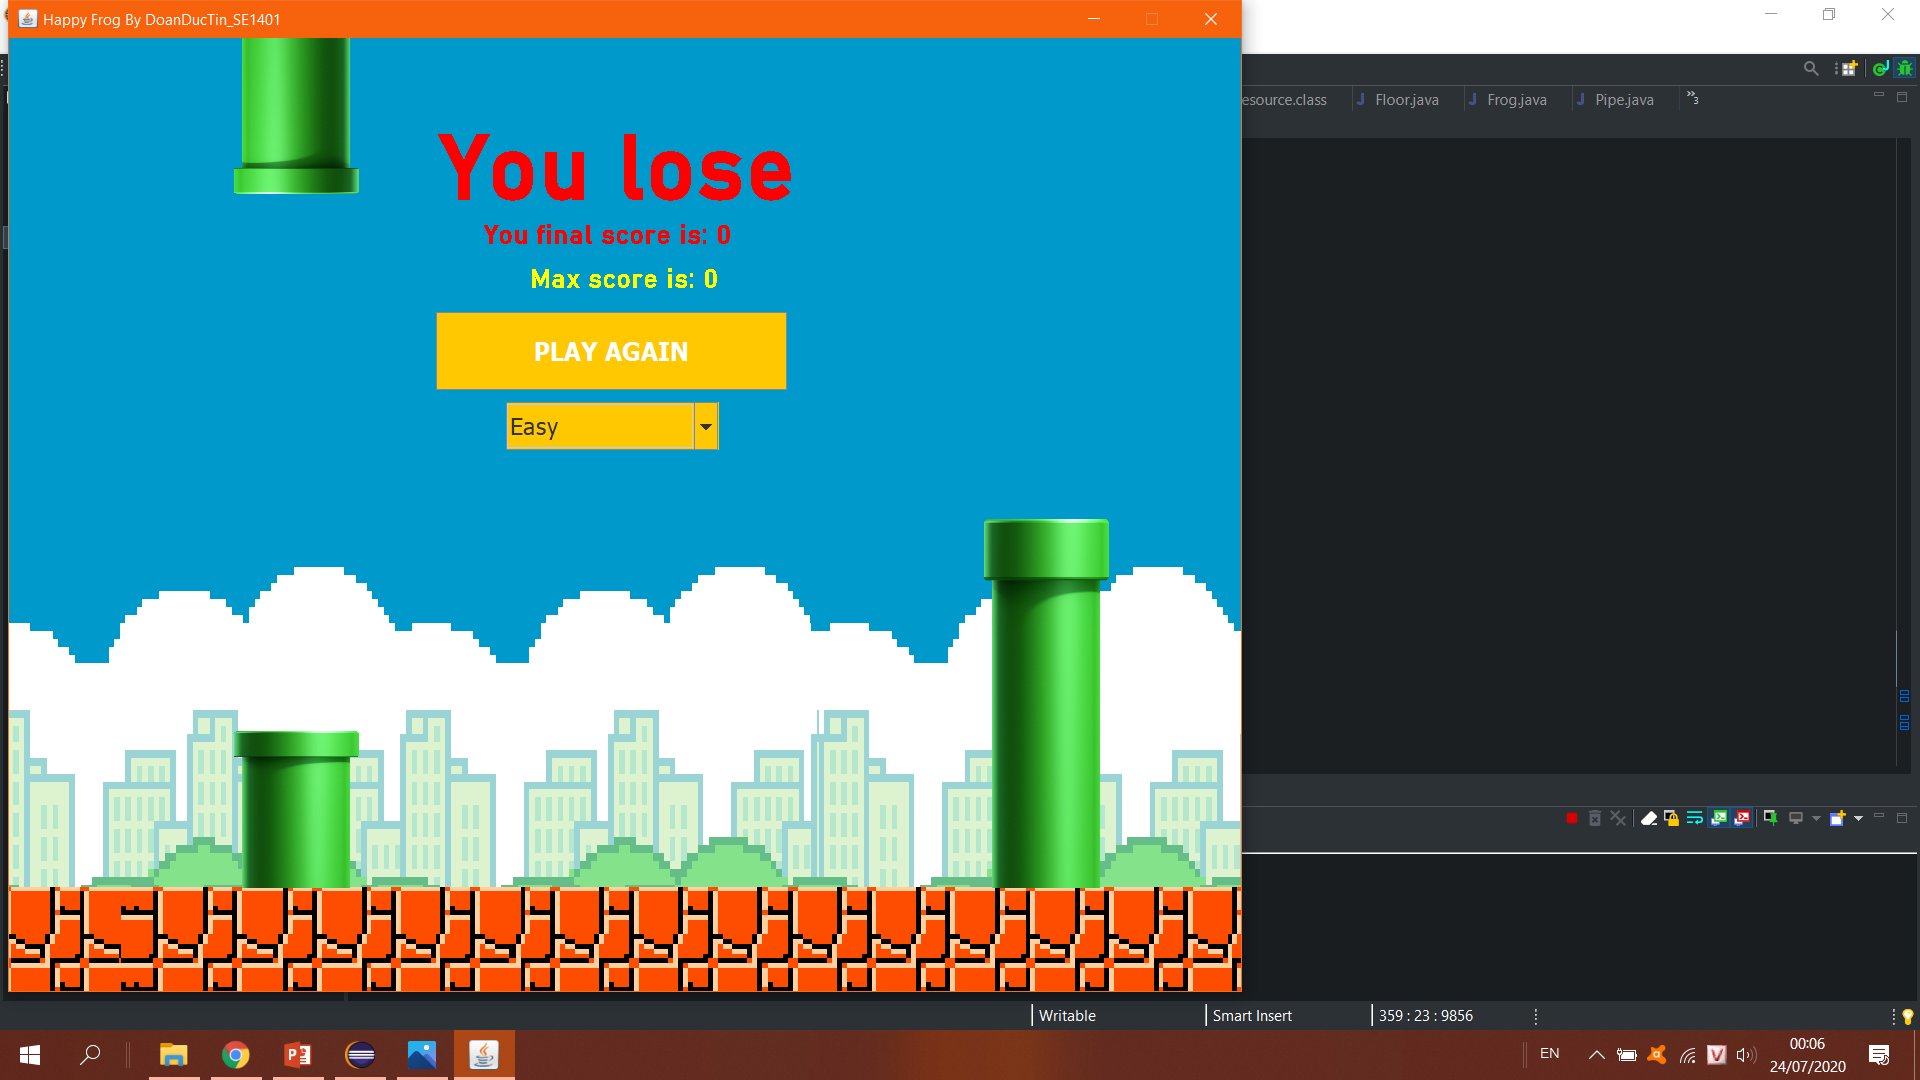 Happy Frog By DoanDucTin_SE1401
esource.class
Floor.java
Frog.java
Pipe.java
»3
You lose
You final score is: 0
Max score is: 0
PLAY AGAIN
Easy
Writable
Smart Insert
359 : 23 : 9856
EN
00:06
24/07/2020